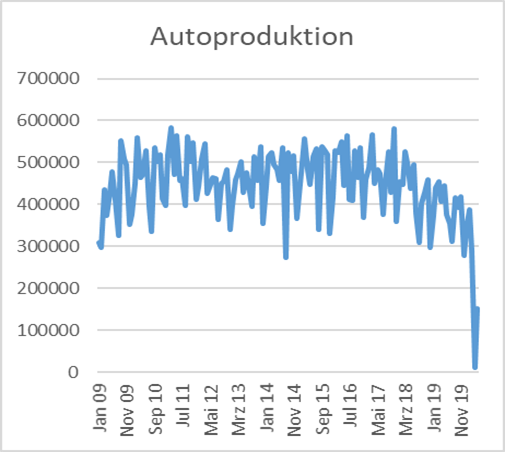 Autoproduktion
700000
600000
500000
400000
300000
200000
100000
0
Jan 09
Nov 09
Sep 10
Jul 11
Mai 12
Mrz 13
Jan 14
Nov 14
Sep 15
Jul 16
Mai 17
Mrz 18
Jan 19
Nov 19